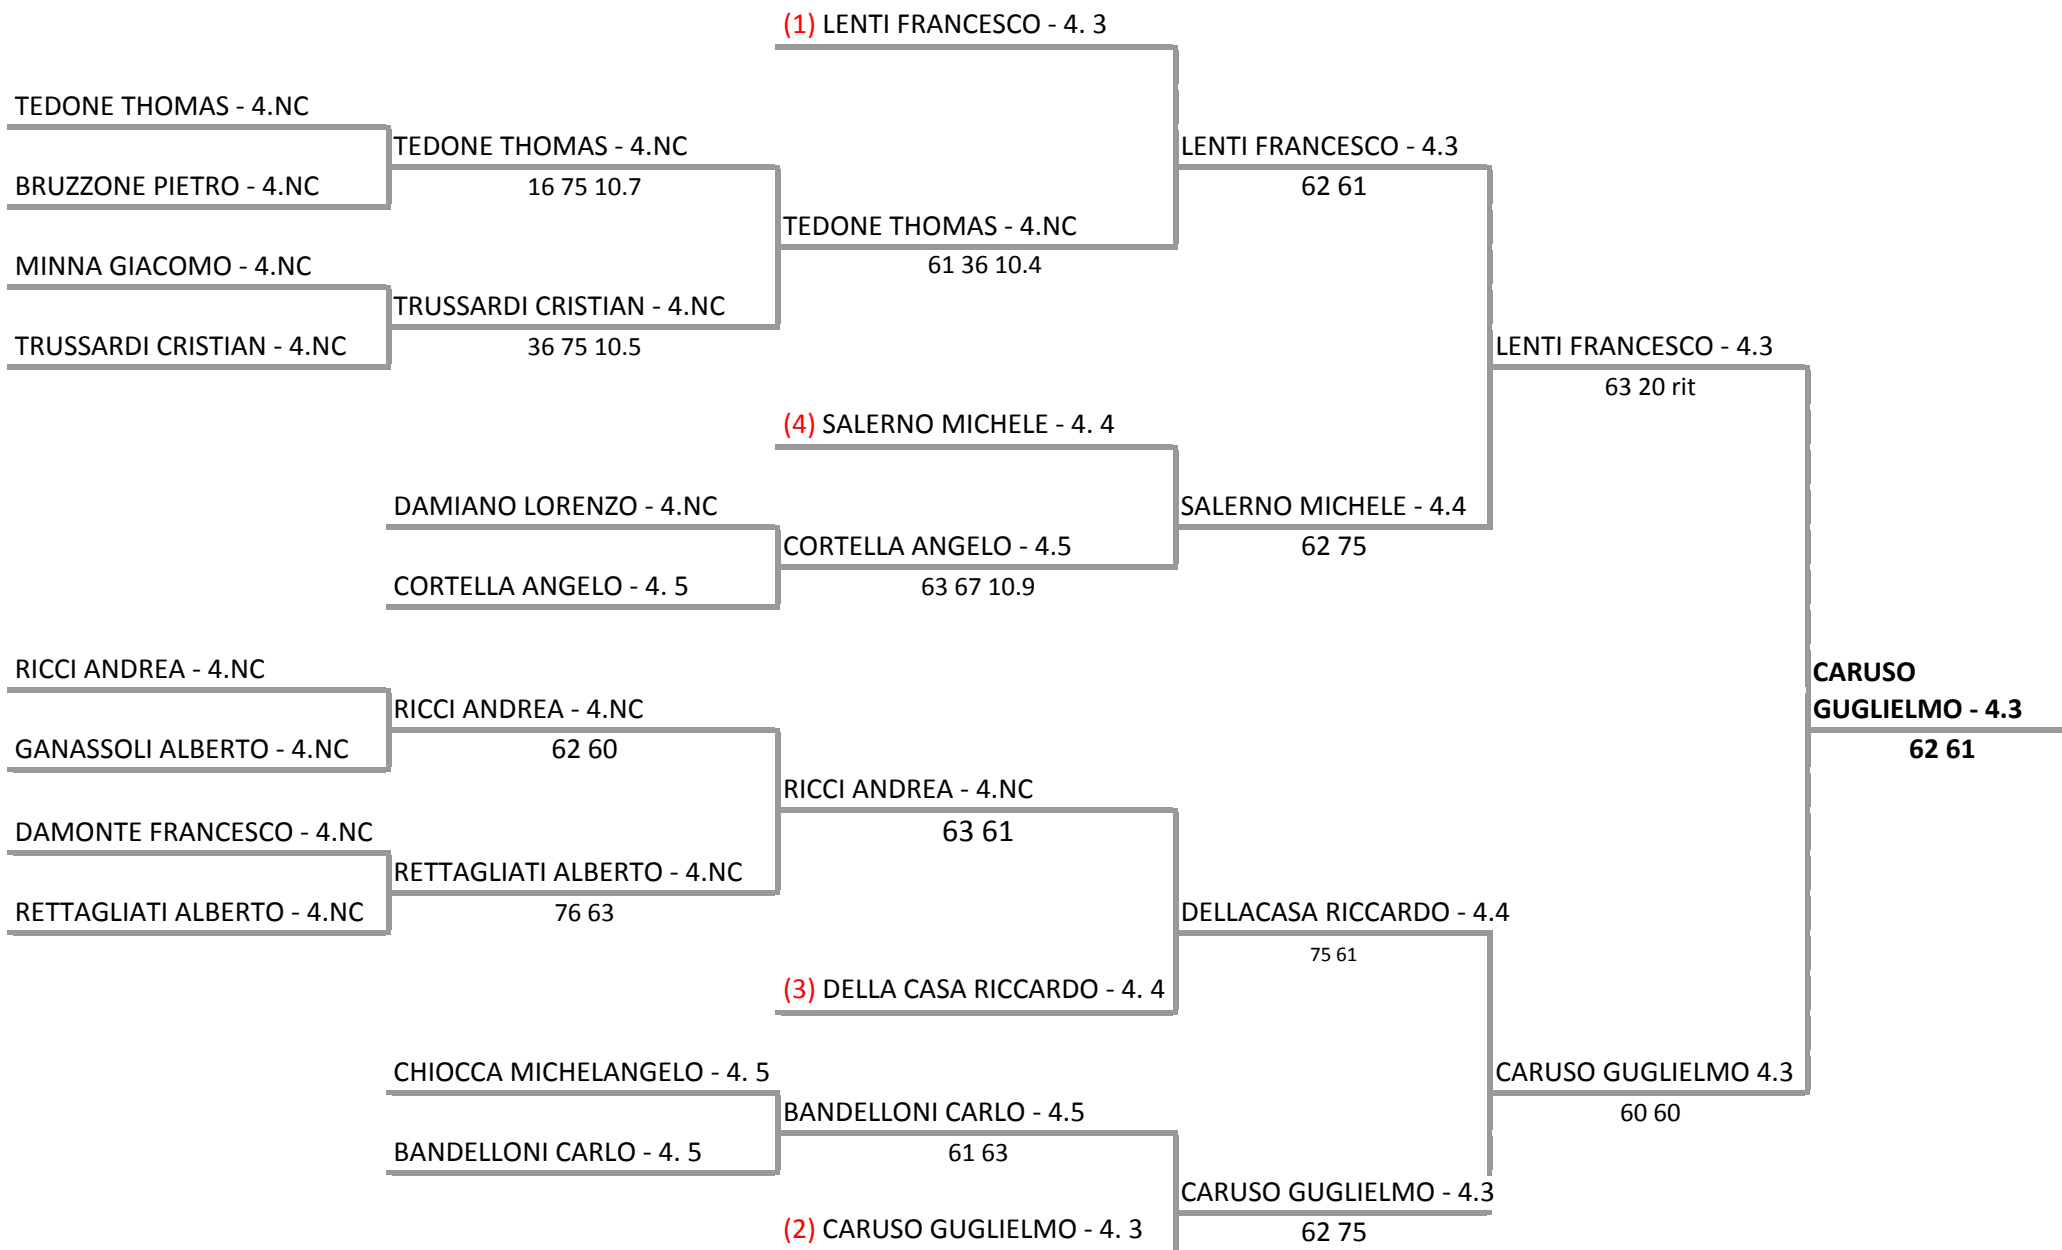 (1) LENTI FRANCESCO - 4. 3
TEDONE THOMAS - 4.NC
TEDONE THOMAS - 4.NC
LENTI FRANCESCO - 4.3
BRUZZONE PIETRO - 4.NC
16 75 10.7
62 61
TEDONE THOMAS - 4.NC
MINNA GIACOMO - 4.NC
61 36 10.4
TRUSSARDI CRISTIAN - 4.NC
TRUSSARDI CRISTIAN - 4.NC
36 75 10.5
LENTI FRANCESCO - 4.3
63 20 rit
(4) SALERNO MICHELE - 4. 4
DAMIANO LORENZO - 4.NC
SALERNO MICHELE - 4.4
CORTELLA ANGELO - 4.5
62 75
CORTELLA ANGELO - 4. 5
63 67 10.9
RICCI ANDREA - 4.NC
CARUSO
RICCI ANDREA - 4.NC
GUGLIELMO - 4.3
GANASSOLI ALBERTO - 4.NC
62 60
62 61
RICCI ANDREA - 4.NC
DAMONTE FRANCESCO - 4.NC
63 61
RETTAGLIATI ALBERTO - 4.NC
RETTAGLIATI ALBERTO - 4.NC
76 63
DELLACASA RICCARDO - 4.4
75 61
(3) DELLA CASA RICCARDO - 4. 4
CHIOCCA MICHELANGELO - 4. 5
CARUSO GUGLIELMO 4.3
BANDELLONI CARLO - 4.5
60 60
BANDELLONI CARLO - 4. 5
61 63
CARUSO GUGLIELMO - 4.3
(2) CARUSO GUGLIELMO - 4. 3
62 75